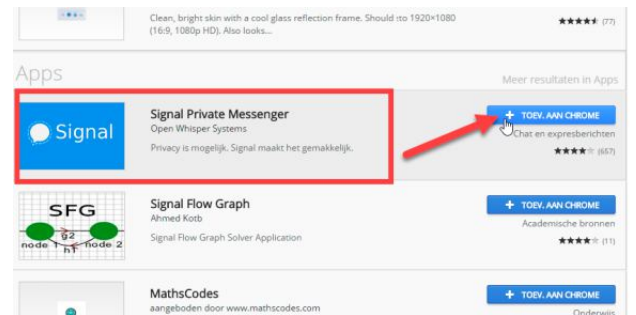 Clean, bright skin with a cool glass reflection frame. Should :to 1920×1080
(16:9, 1080p HD). Also looks...
(77)
Apps
Meer resultaten in Apps
Signal
Signal Private Messenger
Open Whisper Systems
Privacy is mogelijk. Signal maakt het gemakkelijk.
+ TOEV. AAN CHROME
Chat en expresberichten
(657)
SFG
g2
node 1 h1 node 2
Signal Flow Graph
Ahmed Kotb
Signal Flow Graph Solver Application
+ TOEV. AAN CHROME
Academische bronnen
(11)
MathsCodes
aangeboden door www.mathscodes.com
+ TOEV. AAN CHROME
Onderwijs